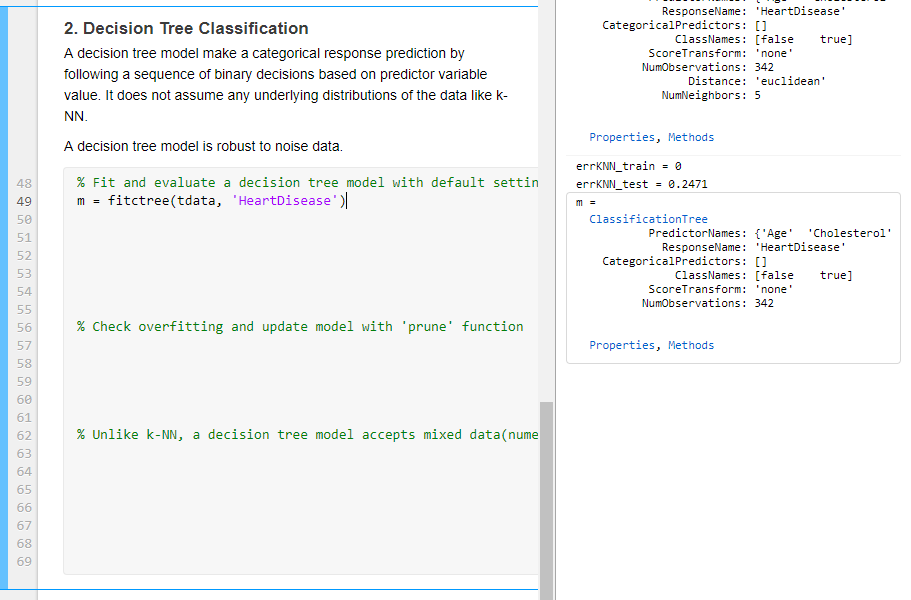 2. Decision Tree Classification
A decision tree model make a categorical response prediction by
following a sequence of binary decisions based on predictor variable
value. It does not assume any underlying distributions of the data like k-
NN.
A decision tree model is robust to noise data.
48 % Fit and evaluate a decision tree model with default settin
49 m = fitctree(tdata, 'HeartDisease')
50
51
52
53
54
55
56 % Check overfitting and update model with 'prune' function
57
58
59
60
61
62 % Unlike k-NN, a decision tree model accepts mixed data(nume
63
64
65
66
67
68
69
ResponseName: 'HeartDisease'
CategoricalPredictors: []
ClassNames: [false true]
ScoreTransform: 'none'
NumObservations: 342
Distance: 'euclidean'
NumNeighbors: 5
Properties, Methods
errKNN_train = 0
errKNN_test = 0.2471
m =
ClassificationTree
PredictorNames: {'Age' 'Cholesterol'
ResponseName: 'HeartDisease'
CategoricalPredictors: []
ClassNames: [false true]
ScoreTransform: 'none'
NumObservations: 342
Properties, Methods